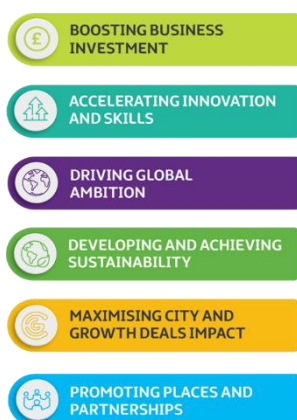 £
BOOSTING BUSINESS
INVESTMENT
ACCELERATING INNOVATION
AND SKILLS
DRIVING GLOBAL
AMBITION
DEVELOPING AND ACHIEVING
SUSTAINABILITY
MAXIMISING CITY AND
GROWTH DEALS IMPACT
PROMOTING PLACES AND
PARTNERSHIPS